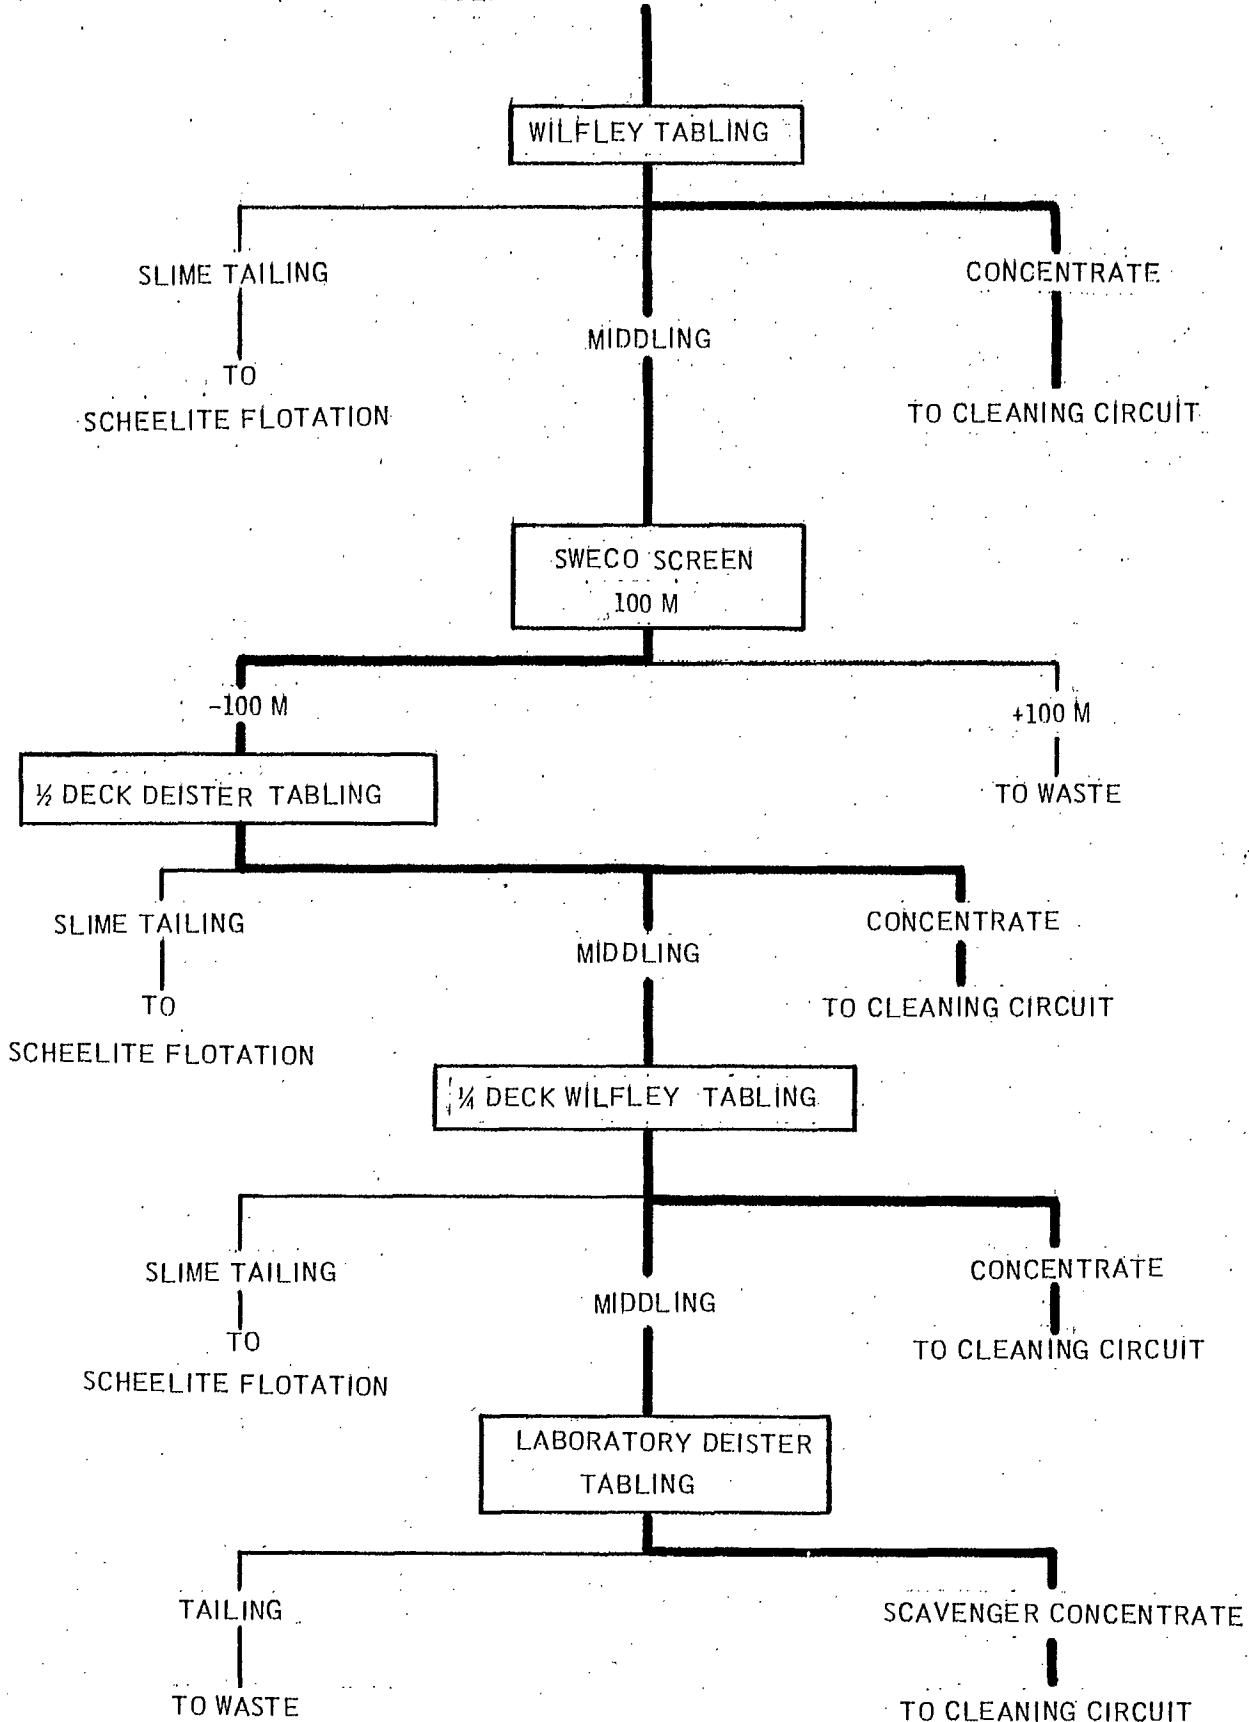 WILFLEY TABLING
SLIME TAILING
CONCENTRATE
MIDDLING
TO
SCHEELITE FLOTATION
TO CLEANING CIRCUIT
SWECO SCREEN
100 M
-100 M
+100 M
½ DECK DEISTER TABLING
TO WASTE
SLIME TAILING
CONCENTRATE
MIDDLING
TO
SCHEELITE FLOTATION
TO CLEANING CIRCUIT
¼ DECK WILFLEY TABLING
SLIME TAILING
CONCENTRATE
MIDDLING
TO
SCHEELITE FLOTATION
TO CLEANING CIRCUIT
LABORATORY DEISTER
TABLING
TAILING
SCAVENGER CONCENTRATE
TO WASTE
TO CLEANING CIRCUIT